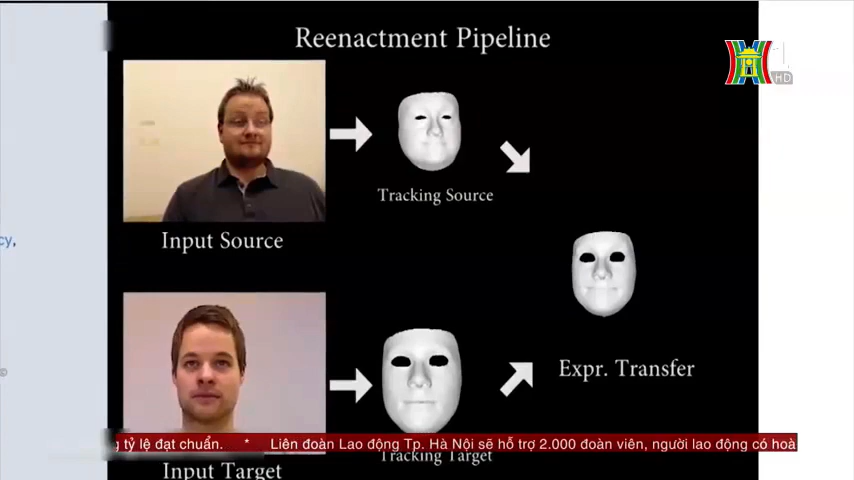 Reenactment Pipeline
1
HD
Tracking Source
Input Source
cy,
Expr. Transfer
©
g tỷ lệ đạt chuẩn. * Liên đoàn Lao động Tp. Hà Nội sẽ hỗ trợ 2.000 đoàn viên, người lao động có hoà
Tracking Target
Input Target